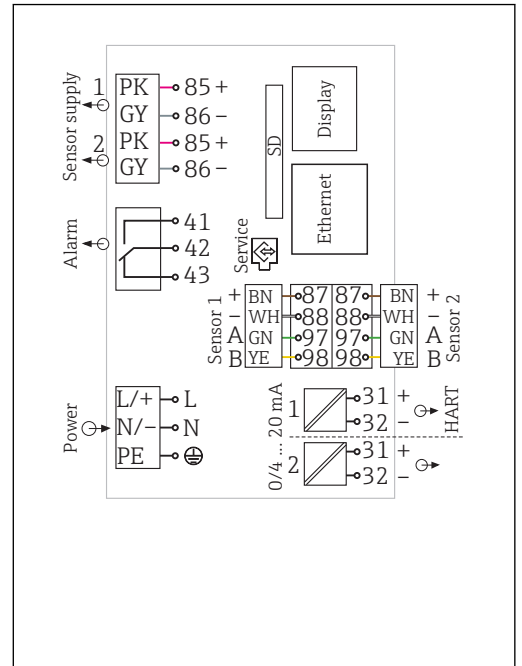 Sensor supply
1 PK 85 +
GY 86 −
2 PK 85 +
GY 86 −
SD
Display
Ethernet
Alarm
41
42
43
Service
Sensor 1
+ BN 87 87 BN +
− WH 88 88 WH −
A GN 97 97 GN A
B YE 98 98 YE B
Sensor 2
Power
L/+ L
N/− N
PE
0/4 ... 20 mA
1 31 +
32 −
HART
2 31 +
32 −